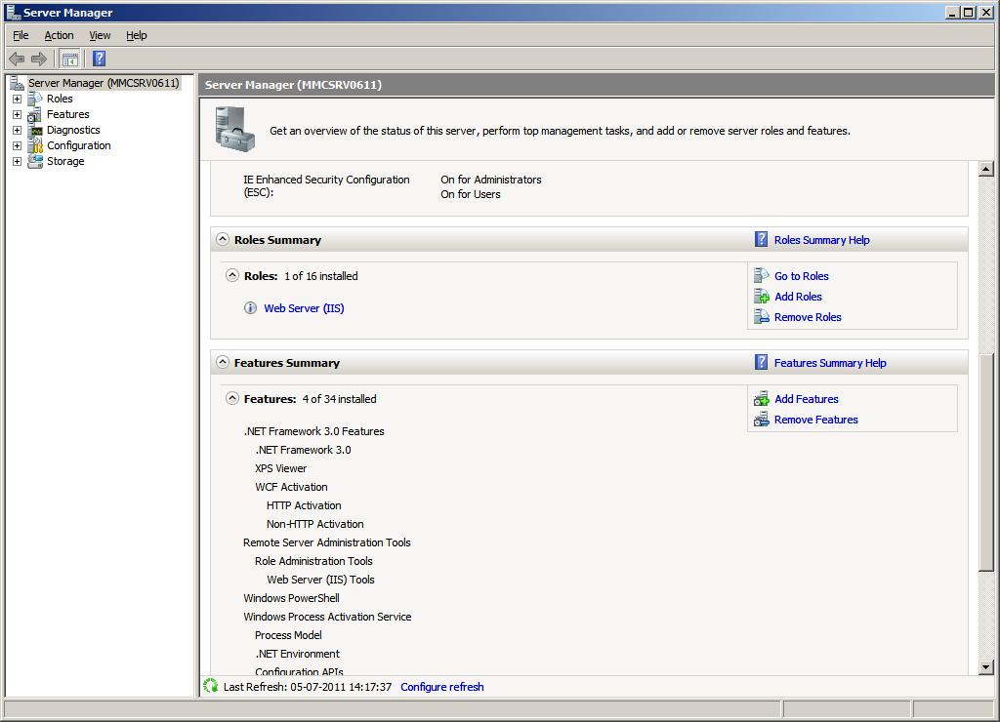 Server Manager
File Action View Help
Server Manager (MMCSRV0611)
Roles
Features
Diagnostics
Configuration
Storage
Server Manager (MMCSRV0611)
Get an overview of the status of this server, perform top management tasks, and add or remove server roles and features.
IE Enhanced Security Configuration (ESC):
On for Administrators
On for Users
Roles Summary
Roles Summary Help
Roles: 1 of 16 installed
Web Server (IIS)
Go to Roles
Add Roles
Remove Roles
Features Summary
Features Summary Help
Features: 4 of 34 installed
Add Features
Remove Features
.NET Framework 3.0 Features
.NET Framework 3.0
XPS Viewer
WCF Activation
HTTP Activation
Non-HTTP Activation
Remote Server Administration Tools
Role Administration Tools
Web Server (IIS) Tools
Windows PowerShell
Windows Process Activation Service
Process Model
.NET Environment
Configuration APIs
Last Refresh: 05-07-2011 14:17:37 Configure refresh